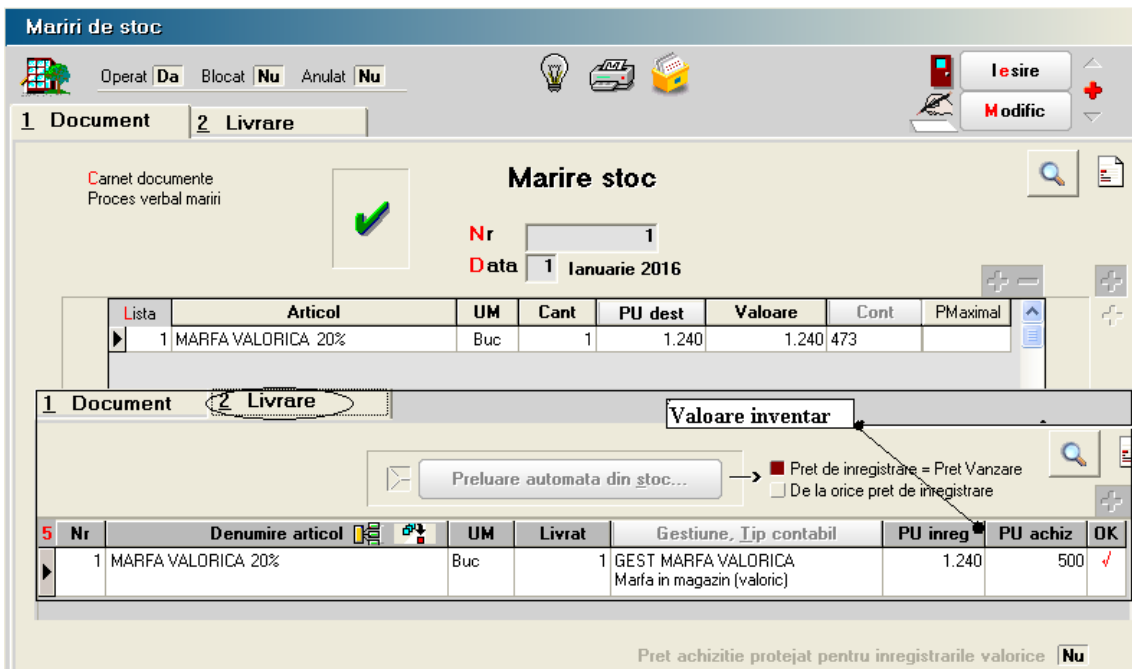 Mariri de stoc
Operat Da Blocat Nu Anulat Nu
Iesire
Modific
1 Document 2 Livrare
Carnet documente
Proces verbal mariri
Marire stoc
Nr 1
Data 1 Ianuarie 2016
Lista Articol UM Cant PU dest Valoare Cont PMaximal
1 MARFA VALORICA 20% Buc 1 1.240 1.240 473
1 Document 2 Livrare
Valoare inventar
Preluare automata din stoc...
Pret de inregistrare = Pret Vanzare
De la orice pret de inregistrare
5 Nr Denumire articol UM Livrat Gestiune, Tip contabil PU inreg PU achiz OK
1 MARFA VALORICA 20% Buc 1 GEST MARFA VALORICA 1.240 500 √
Marfa in magazin (valoric)
Pret achizitie protejat pentru inregistrarile valorice Nu